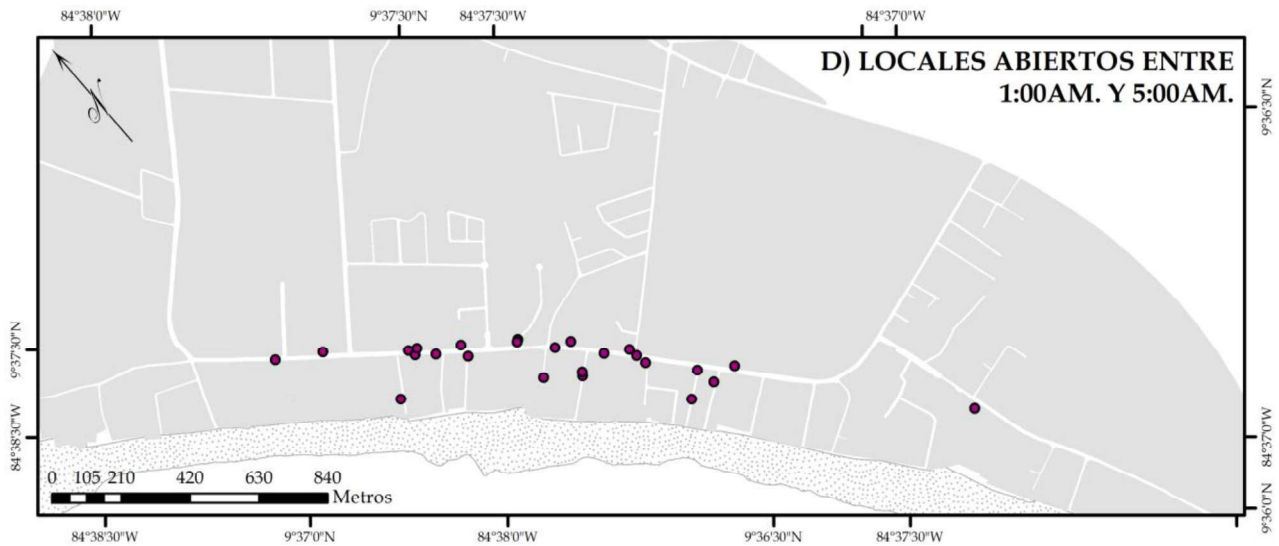 84°38'0"W 9°37'30"N 84°37'30"W 84°37'0"W
D) LOCALES ABIERTOS ENTRE
1:00AM. Y 5:00AM.
9°36'30"N
9°37'30"N
84°38'30"W
84°37'0"W
9°36'0"N
0 105 210 420 630 840
Metros
84°38'30"W 9°37'0"N 84°38'0"W 9°36'30"N 84°37'30"W